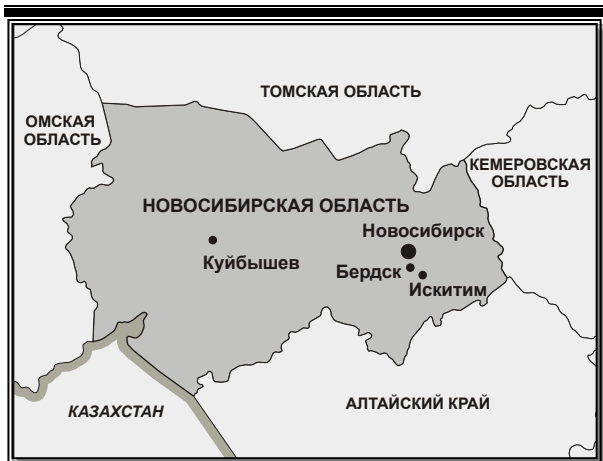 ТОМСКАЯ ОБЛАСТЬ
ОМСКАЯ
ОБЛАСТЬ
КЕМЕРОВСКАЯ
ОБЛАСТЬ
НОВОСИБИРСКАЯ ОБЛАСТЬ
Новосибирск
Куйбышев
Бердск
Искитим
КАЗАХСТАН
АЛТАЙСКИЙ КРАЙ